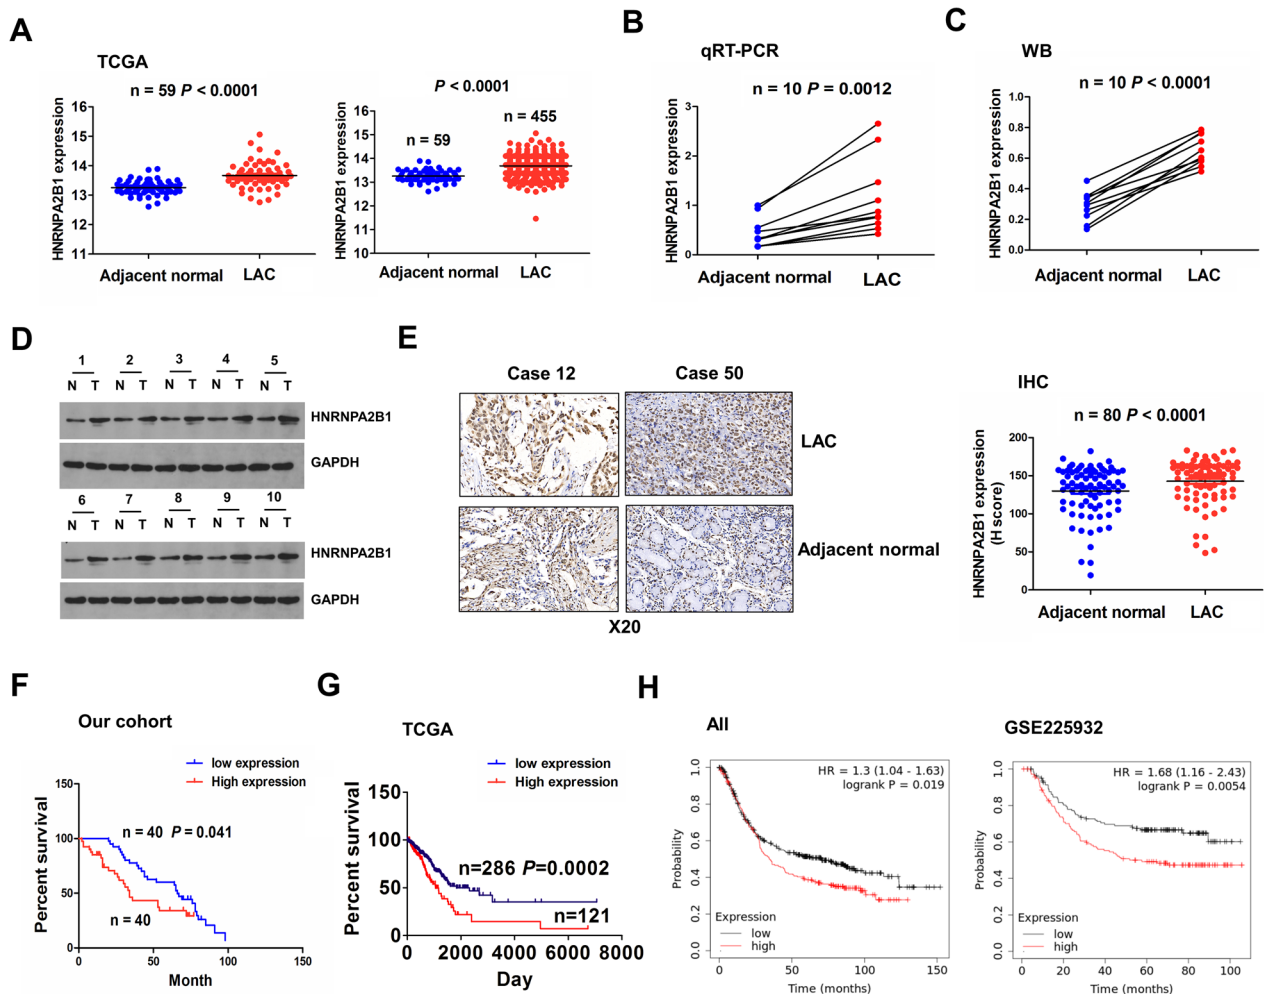 A
TCGA
n = 59 P < 0.0001
HNRNPA2B1 expression
16
15
14
13
12
11
Adjacent normal
LAC
P < 0.0001
n = 59
n = 455
HNRNPA2B1 expression
16
15
14
13
12
11
10
Adjacent normal
LAC
B
qRT-PCR
n = 10 P = 0.0012
HNRNPA2B1 expression
3
2
1
0
Adjacent normal
LAC
C
WB
n = 10 P < 0.0001
HNRNPA2B1 expression
1.0
0.8
0.6
0.4
0.2
0.0
Adjacent normal
LAC
D
1 2 3 4 5
N T N T N T N T N T
HNRNPA2B1
GAPDH
6 7 8 9 10
N T N T N T N T N T
HNRNPA2B1
GAPDH
E
Case 12
Case 50
LAC
Adjacent normal
X20
IHC
n = 80 P < 0.0001
HNRNPA2B1 expression
(H score)
200
150
100
50
0
Adjacent normal
LAC
F
Our cohort
low expression
High expression
Percent survival
150
100
50
0
n = 40 P = 0.041
n = 40
0 50 100 150
Month
G
TCGA
low expression
High expression
Percent survival
150
100
50
0
n=286 P=0.0002
n=121
0 2000 4000 6000 8000
Day
H
All
HR = 1.3 (1.04 - 1.63)
logrank P = 0.019
Probability
1.0
0.8
0.6
0.4
0.2
0.0
Expression
low
high
0 50 100 150
Time (months)
GSE225932
HR = 1.68 (1.16 - 2.43)
logrank P = 0.0054
Probability
1.0
0.8
0.6
0.4
0.2
0.0
Expression
low
high
0 20 40 60 80 100
Time (months)